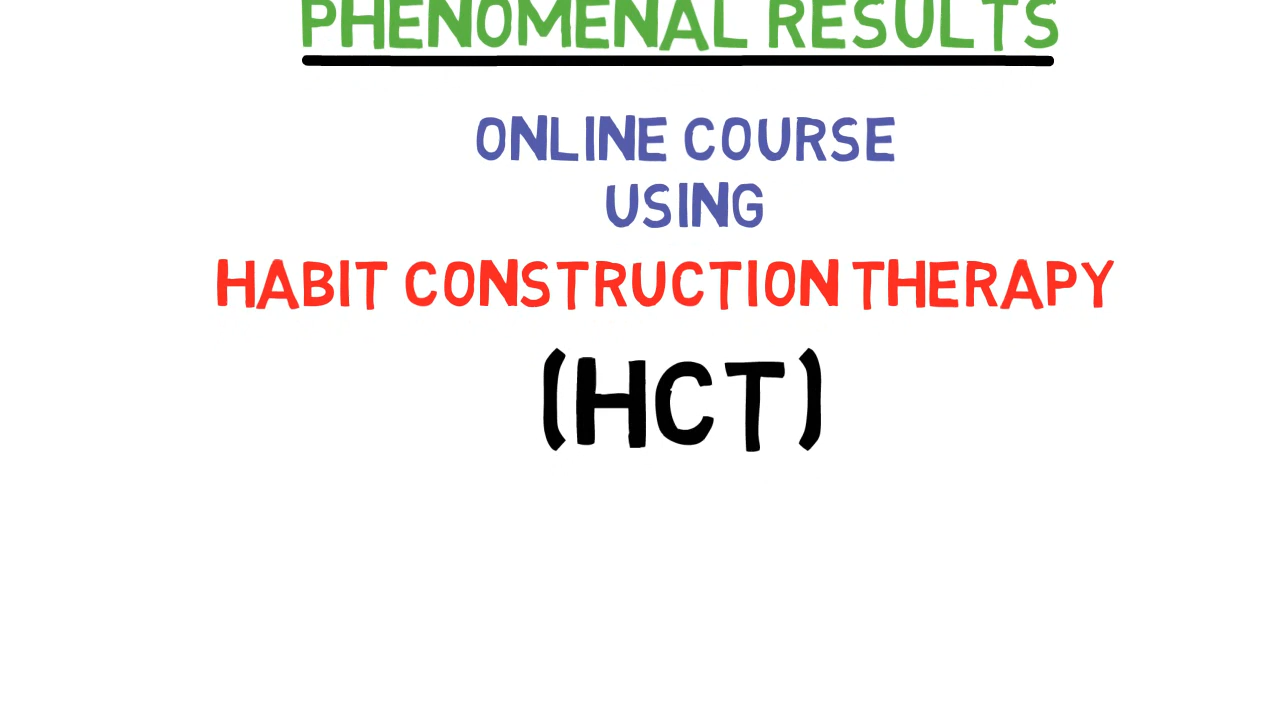 PHENOMENAL RESULTS
ONLINE COURSE
USING
HABIT CONSTRUCTION THERAPY
(HCT)